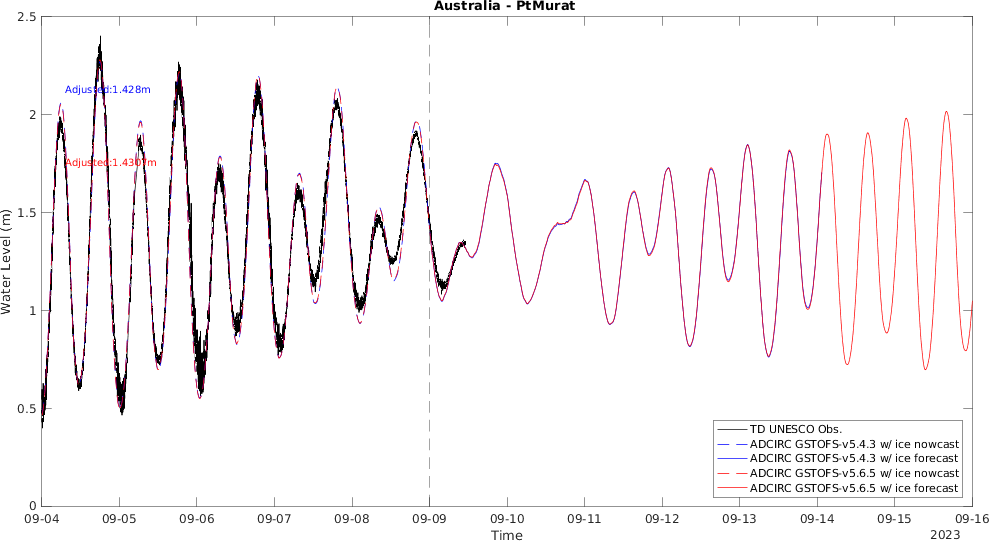 Australia - PtMurat
2.5
2
1.5
1
0.5
0
Water Level (m)
Adjusted:1.428m
Adjusted:1.4307m
TD UNESCO Obs.
ADCIRC GSTOFS-v5.4.3 w/ ice nowcast
ADCIRC GSTOFS-v5.4.3 w/ ice forecast
ADCIRC GSTOFS-v5.6.5 w/ ice nowcast
ADCIRC GSTOFS-v5.6.5 w/ ice forecast
09-04 09-05 09-06 09-07 09-08 09-09 09-10 09-11 09-12 09-13 09-14 09-15 09-16
Time
2023